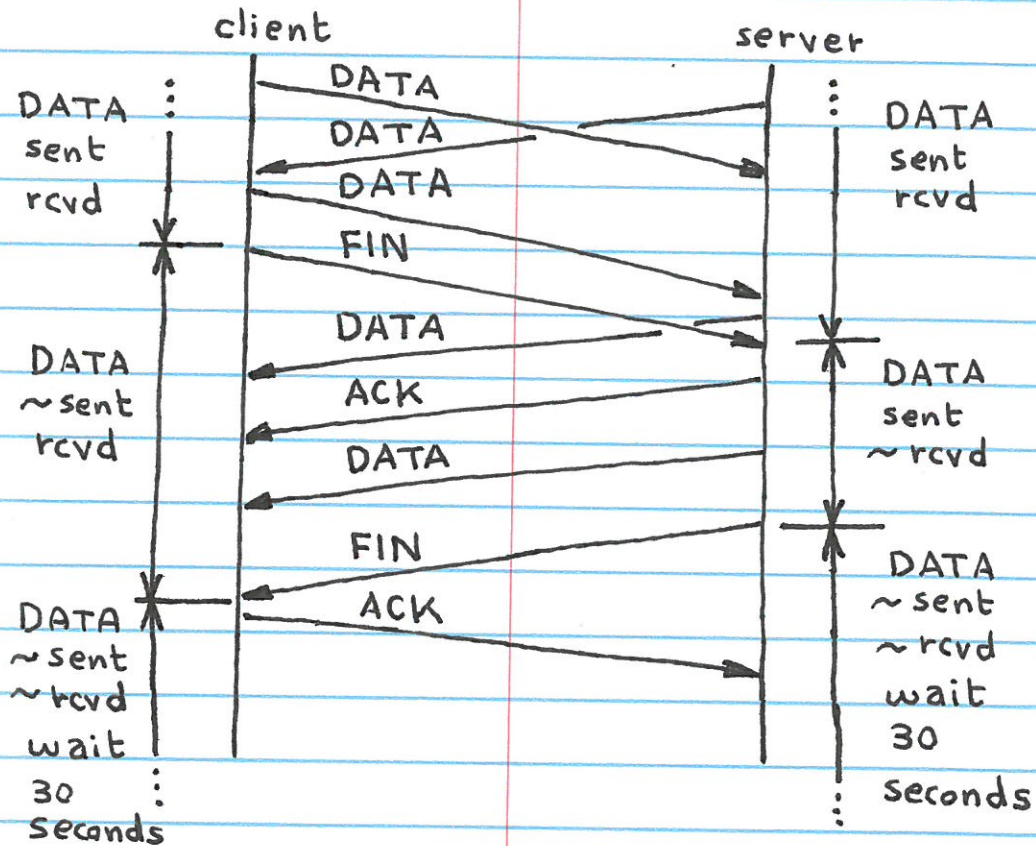 client
server
DATA
sent
rcvd
DATA
DATA
DATA
FIN
DATA
sent
rcvd
DATA
~sent
rcvd
DATA
ACK
DATA
FIN
ACK
DATA
sent
~rcvd
DATA
~sent
~rcvd
wait
30
seconds
DATA
~sent
~rcvd
wait
30
seconds